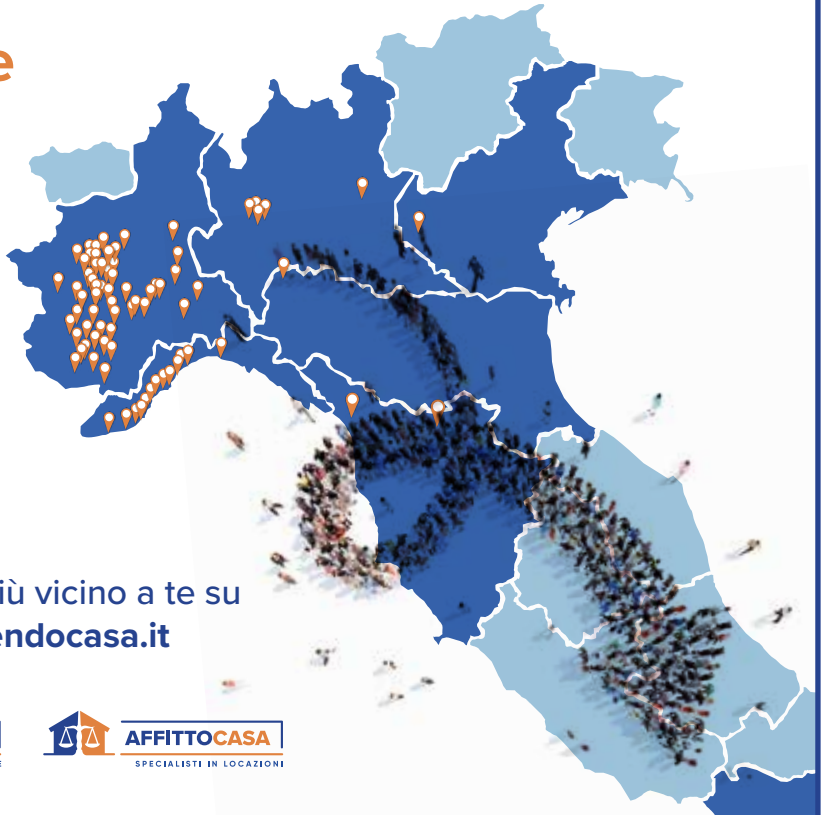 e
iù vicino a te su
endocasa.it
AFFITTOCASA
SPECIALISTI IN LOCAZIONI
E